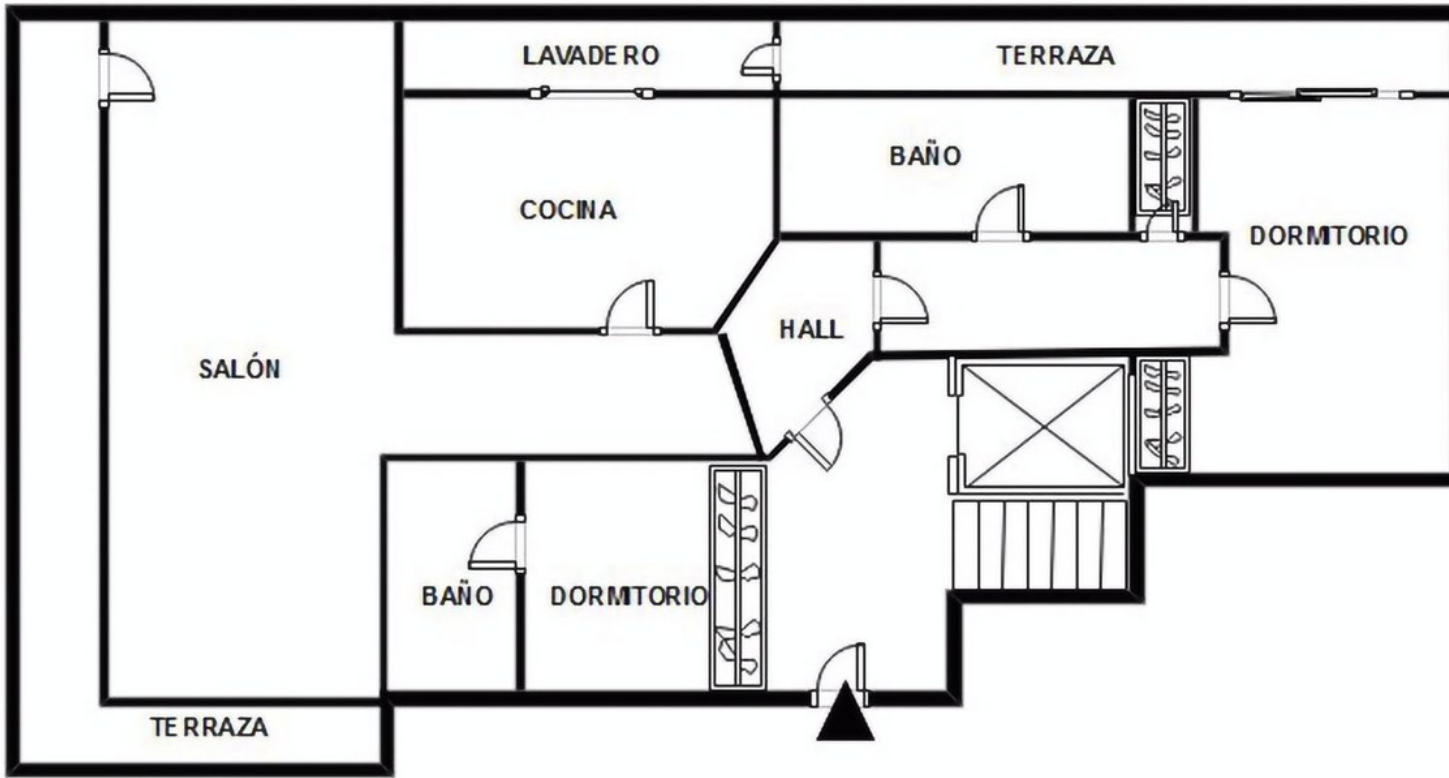 LAVADERO
TERRAZA
BAÑO
COCINA
DORMITORIO
HALL
SALÓN
BAÑO
DORMITORIO
TERRAZA